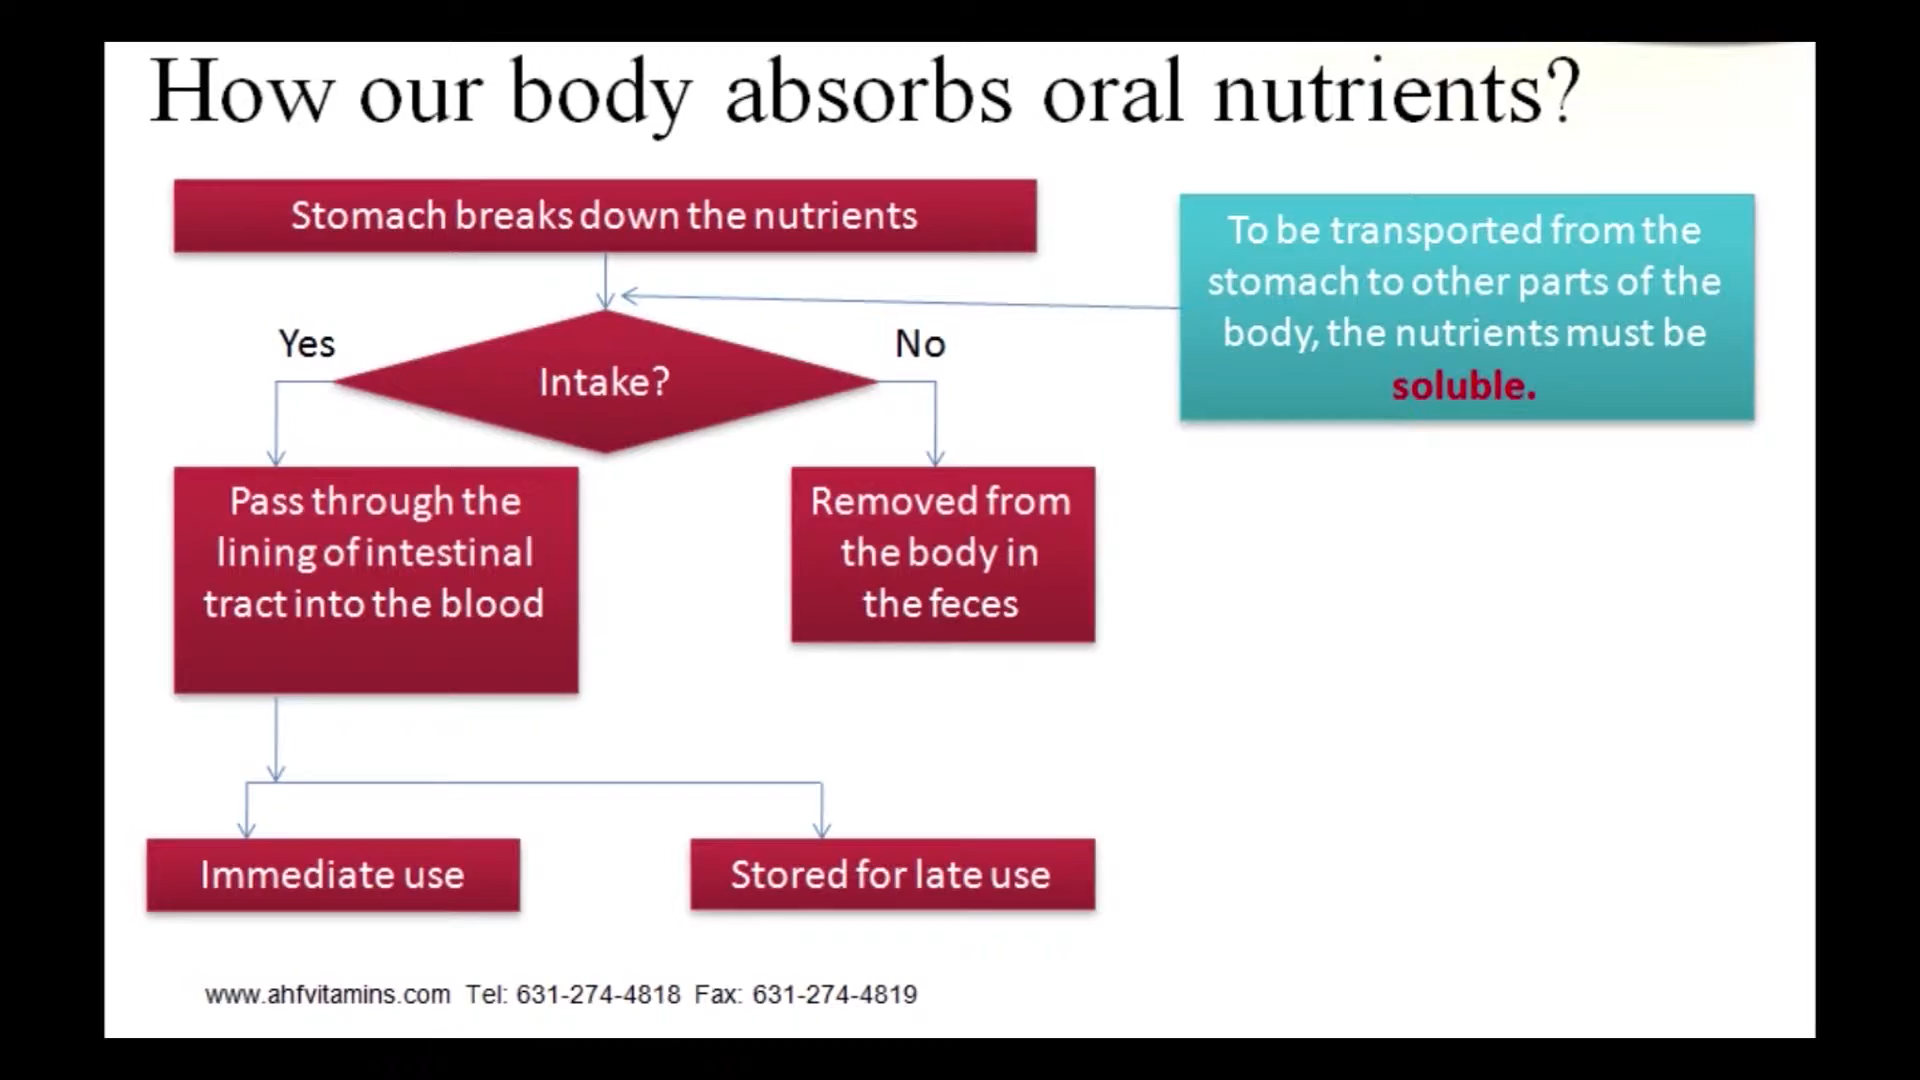 How our body absorbs oral nutrients?
Stomach breaks down the nutrients
To be transported from the
stomach to other parts of the
body, the nutrients must be
soluble.
Yes
No
Intake?
Pass through the
lining of intestinal
tract into the blood
Removed from
the body in
the feces
Immediate use
Stored for late use
www.ahfvitamins.com Tel: 631-274-4818 Fax: 631-274-4819